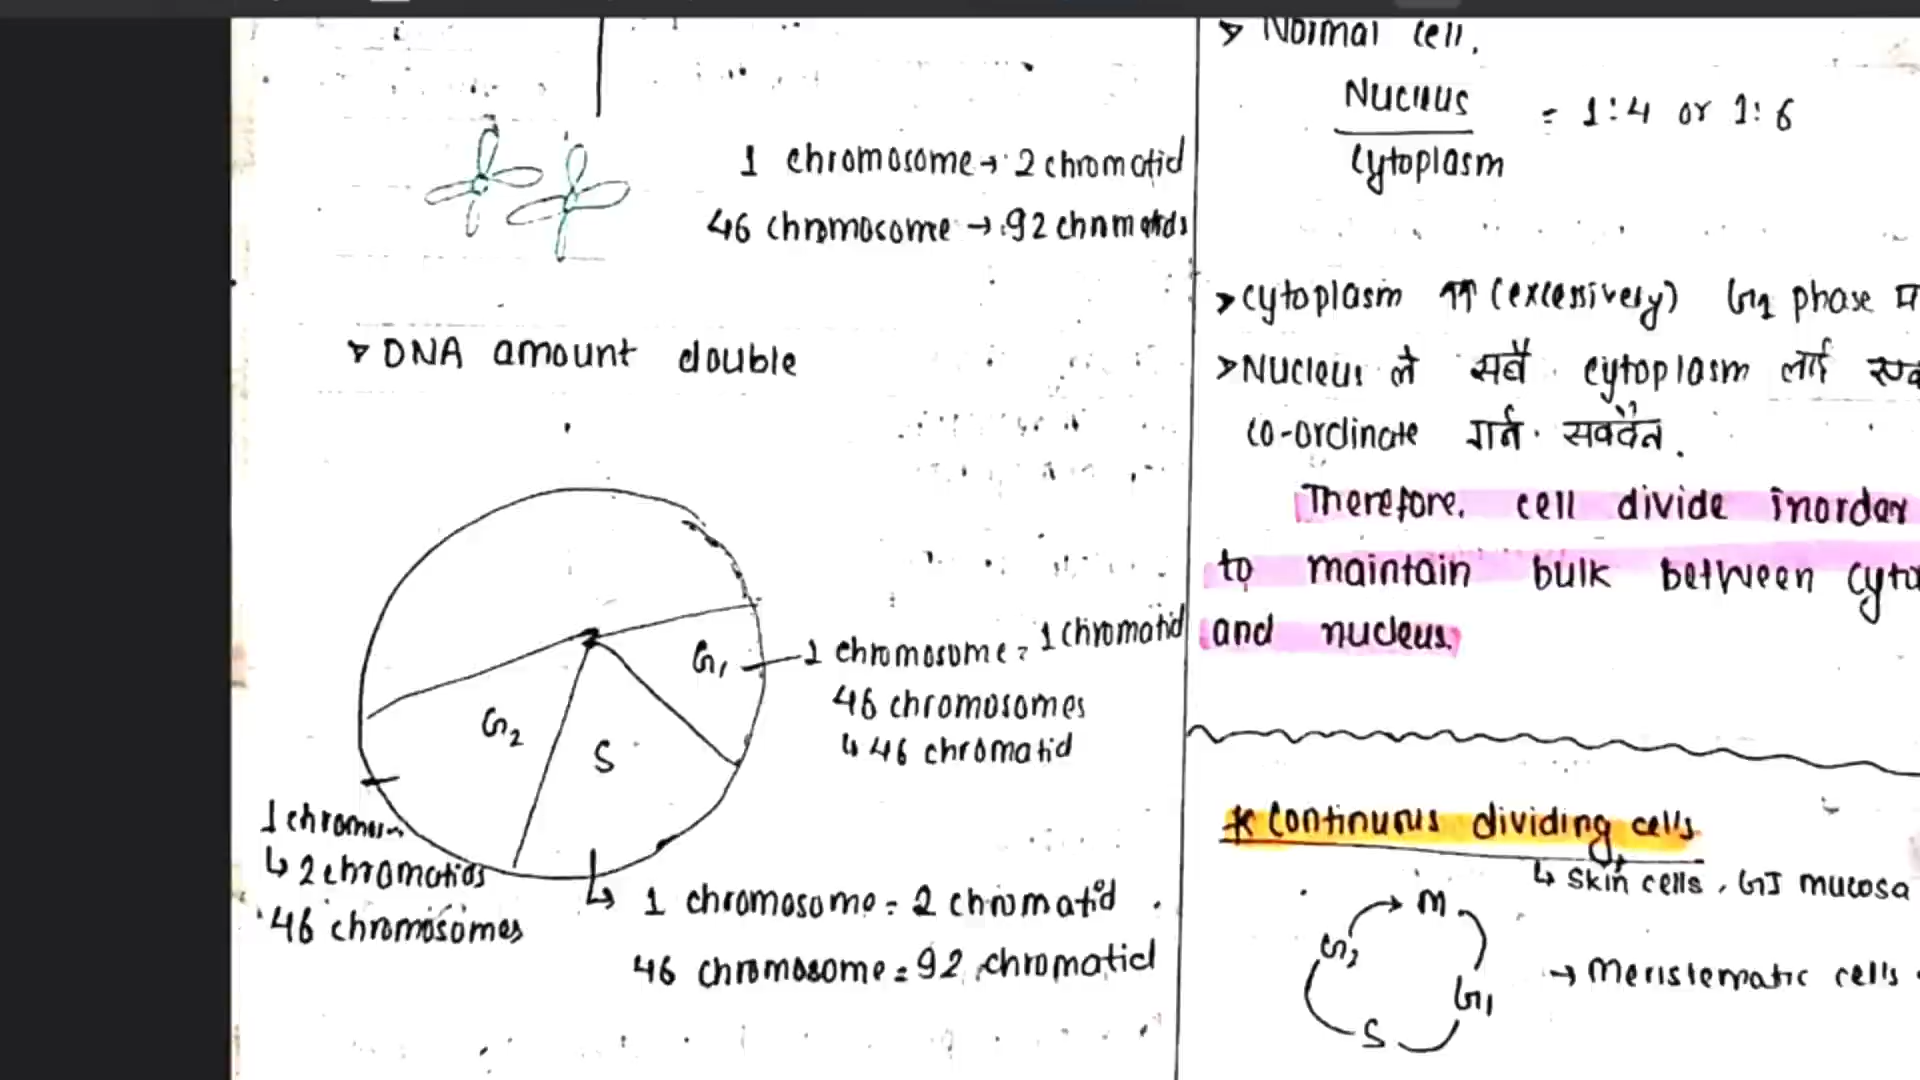 1 chromosome → 2 chromatid
46 chromosome → 92 chromatids
➤ DNA amount double
G₁
1 chromosome = 1 chromatid
46 chromosomes
↳ 46 chromatid
G₂
S
1 chromo
↳ 2 chromatids
46 chromosomes
↳ 1 chromosome = 2 chromatid
46 chromosome = 92 chromatid
➤ Normal cell.
Nucleus
Cytoplasm
= 1:4 or 1:6
➤ Cytoplasm ↑↑ (excessively) G1 phase मा
➤ Nucleus ले सबै cytoplasm लाई
co-ordinate गर्न सक्दैन.
Therefore, cell divide inorder
to maintain bulk between cyto
and nucleus.
* Continuous dividing cells
↳ Skin cells, GI mucosa
M
G₂
G₁
S
→ Meristematic cells